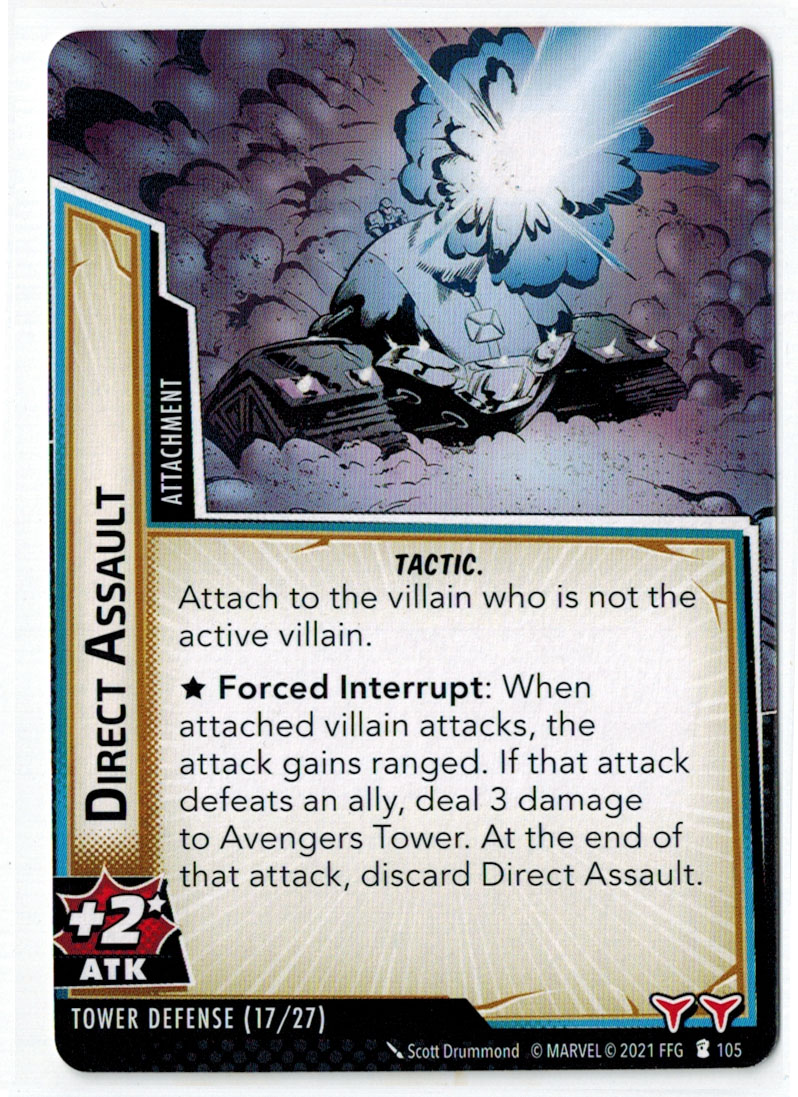 ATTACHMENT
DIRECT ASSAULT
TACTIC.
Attach to the villain who is not the
active villain.
★ Forced Interrupt: When
attached villain attacks, the
attack gains ranged. If that attack
defeats an ally, deal 3 damage
to Avengers Tower. At the end of
that attack, discard Direct Assault.
+2★
ATK
TOWER DEFENSE (17/27)
Scott Drummond © MARVEL © 2021 FFG 105